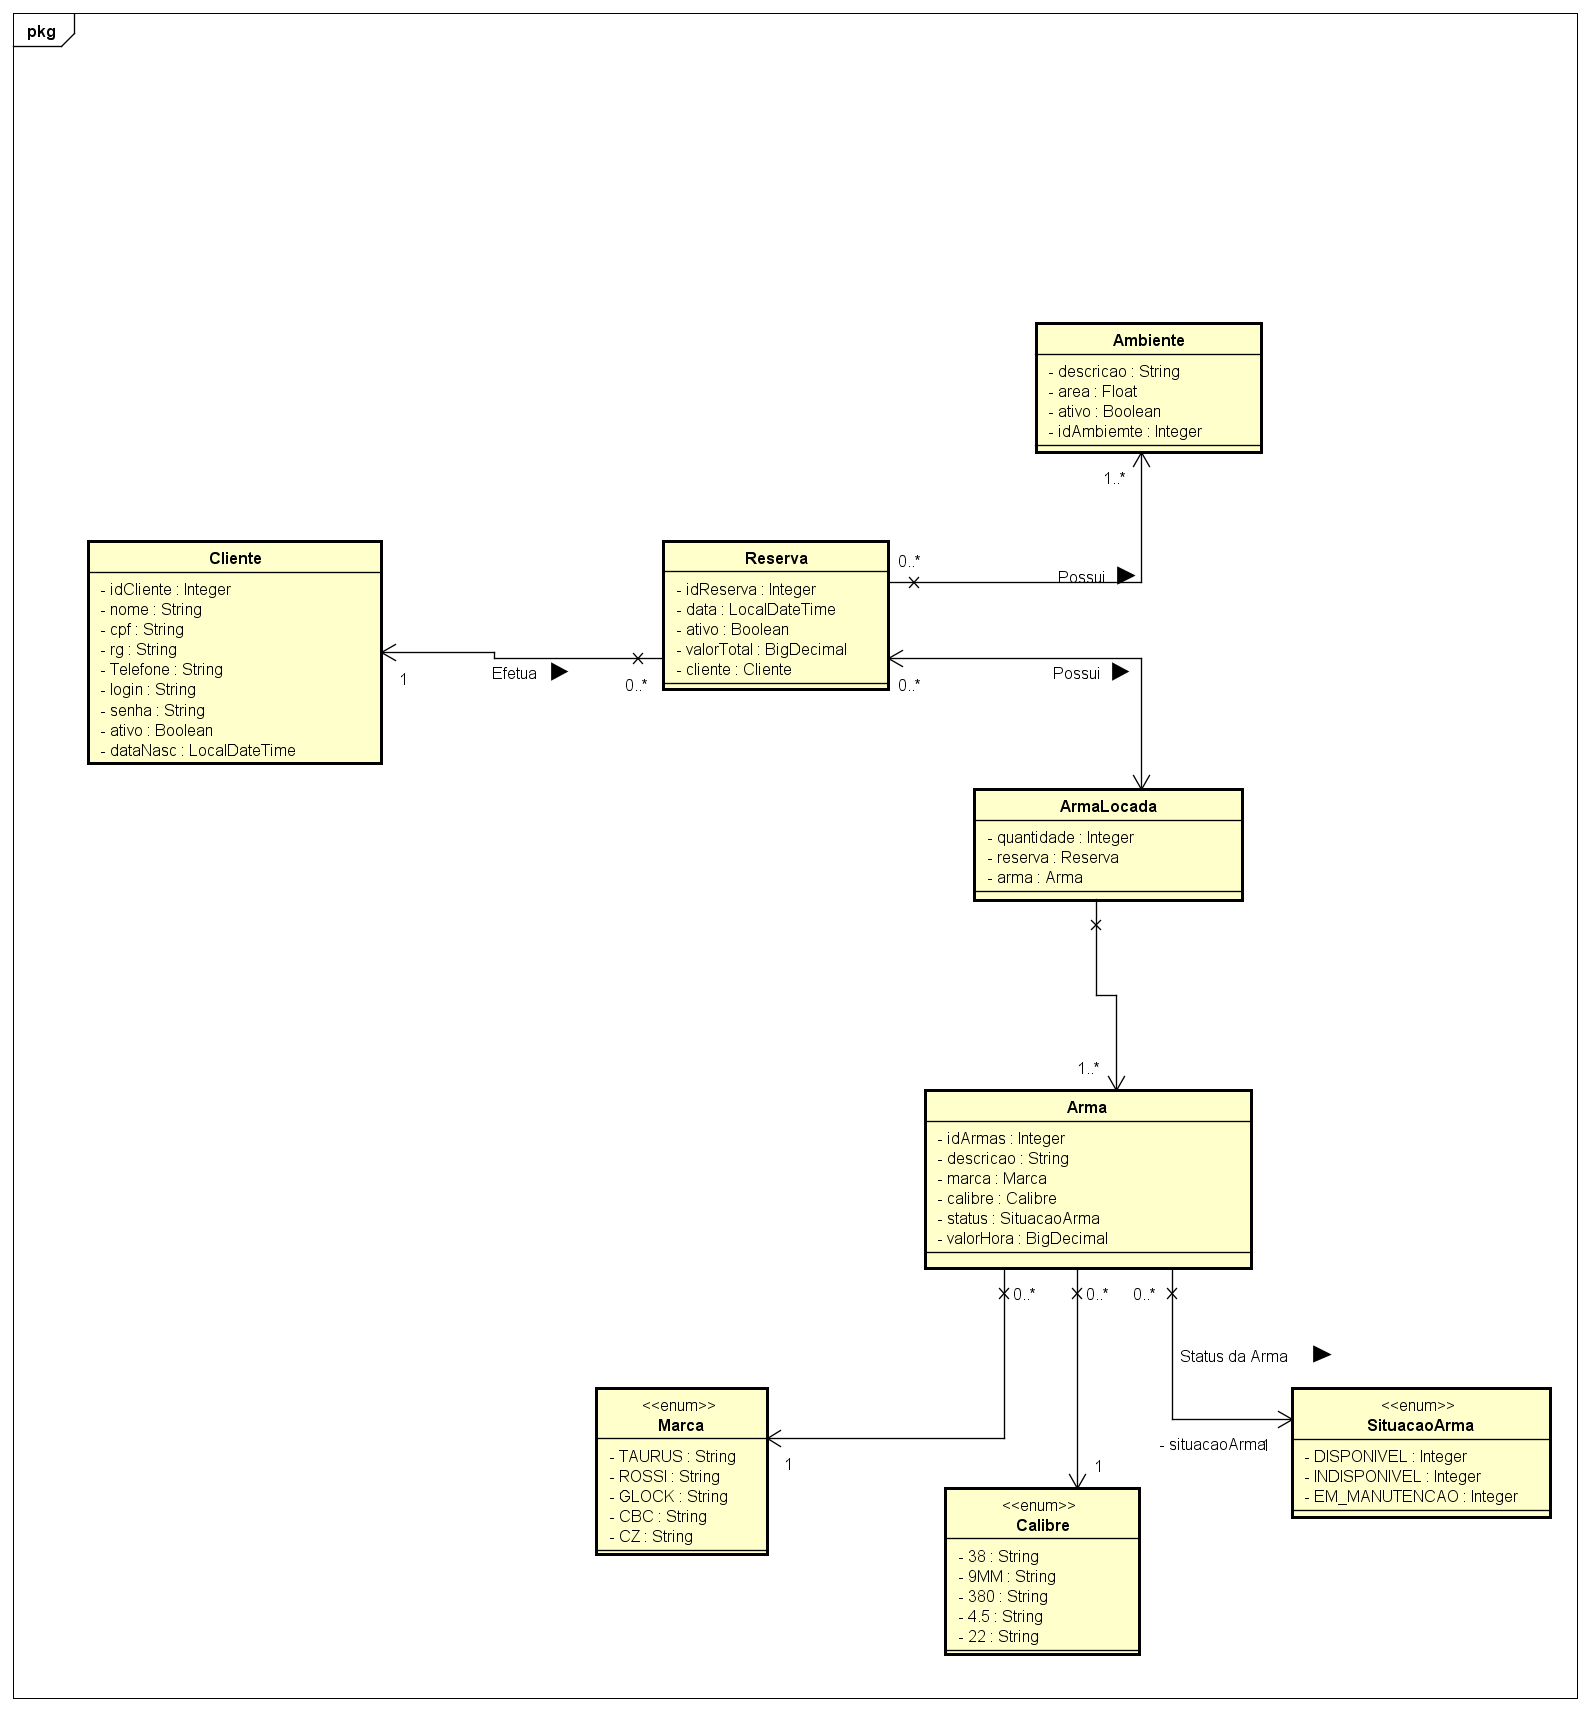 pkg
Ambiente
- descricao : String
- area : Float
- ativo : Boolean
- idAmbiemte : Integer
1..*
Cliente
- idCliente : Integer
- nome : String
- cpf : String
- rg : String
- Telefone : String
- login : String
- senha : String
- ativo : Boolean
- dataNasc : LocalDateTime
1
Efetua
0..*
Reserva
- idReserva : Integer
- data : LocalDateTime
- ativo : Boolean
- valorTotal : BigDecimal
- cliente : Cliente
0..*
Possui
0..*
Possui
ArmaLocada
- quantidade : Integer
- reserva : Reserva
- arma : Arma
1..*
Arma
- idArmas : Integer
- descricao : String
- marca : Marca
- calibre : Calibre
- status : SituacaoArma
- valorHora : BigDecimal
0..*
0..*
0..*
Status da Arma
<<enum>>
Marca
- TAURUS : String
- ROSSI : String
- GLOCK : String
- CBC : String
- CZ : String
1
1
<<enum>>
Calibre
- 38 : String
- 9MM : String
- 380 : String
- 4.5 : String
- 22 : String
- situacaoArma
1
<<enum>>
SituacaoArma
- DISPONIVEL : Integer
- INDISPONIVEL : Integer
- EM_MANUTENCAO : Integer